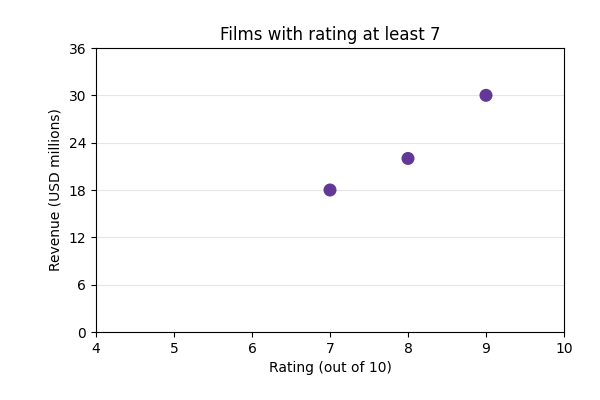 Films with rating at least 7
Revenue (USD millions)
36
30
24
18
12
6
0
4 5 6 7 8 9 10
Rating (out of 10)